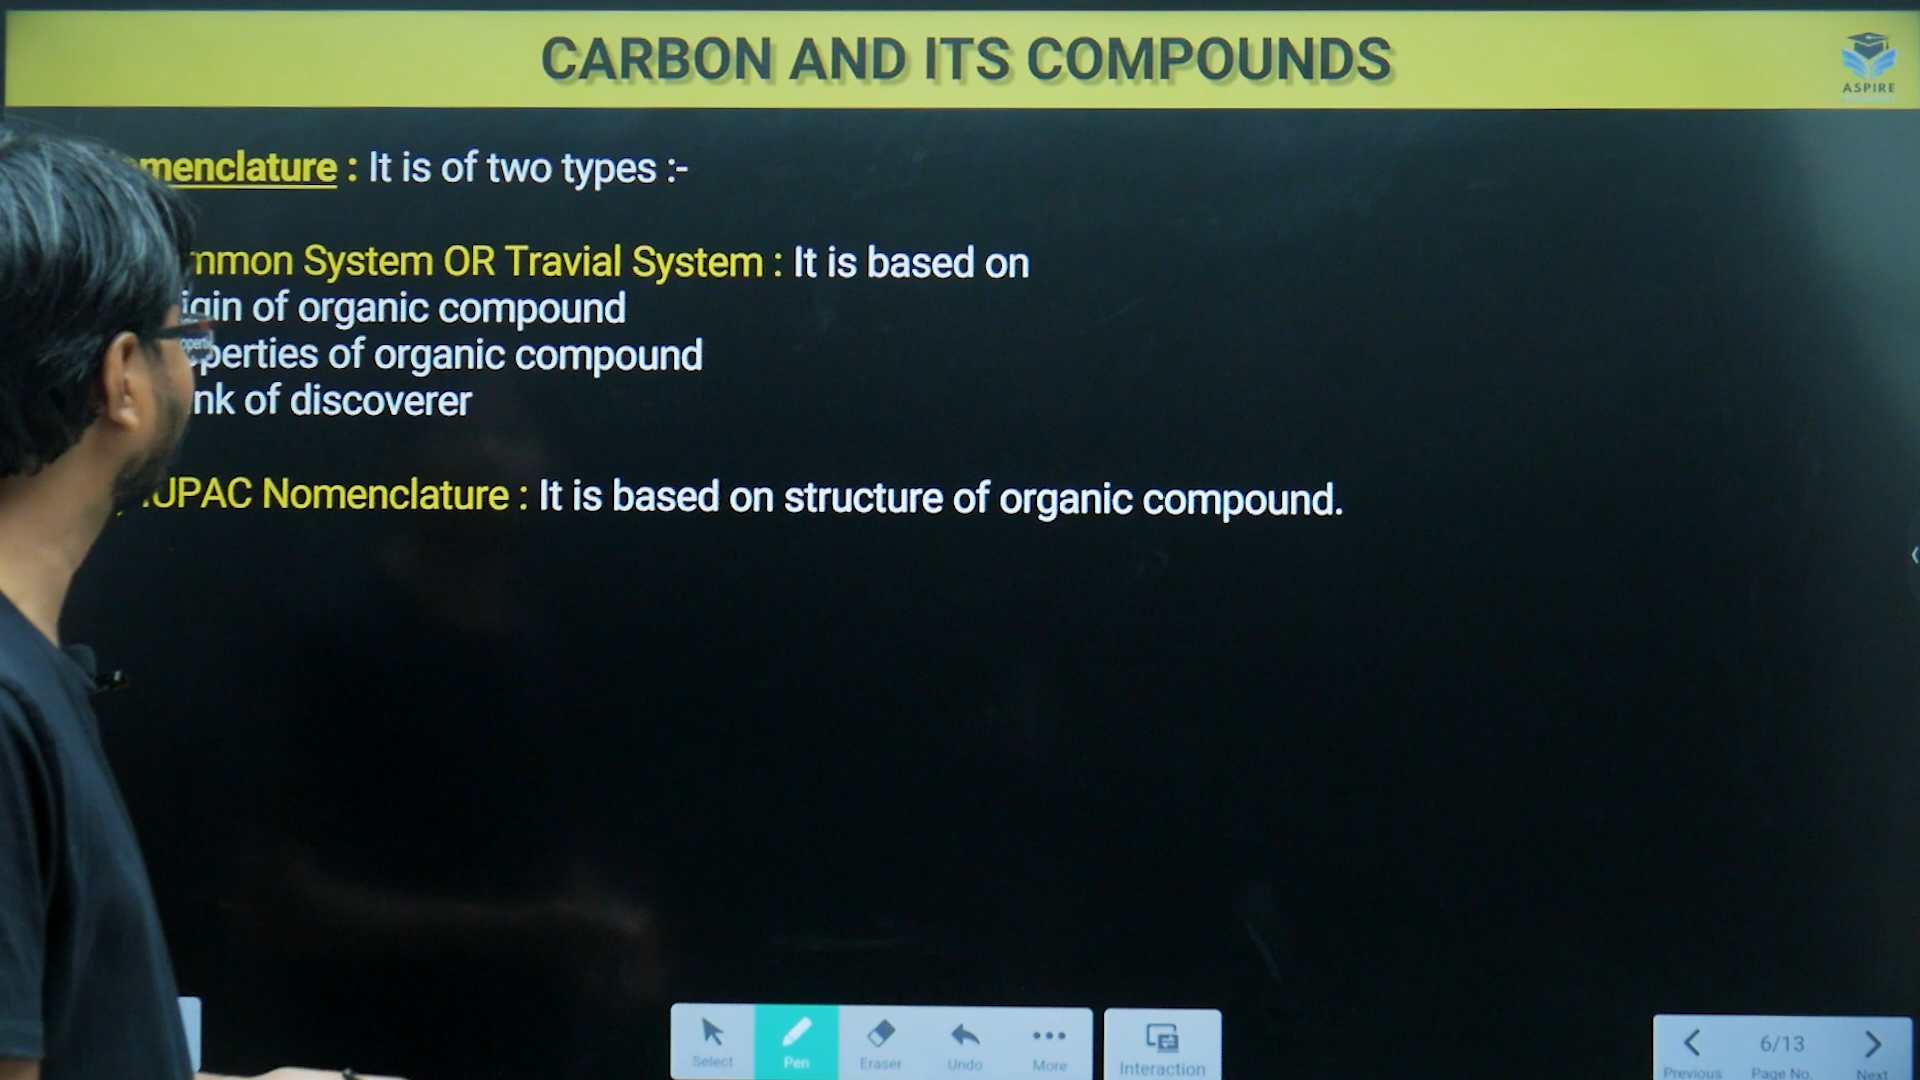 CARBON AND ITS COMPOUNDS
ASPIRE
menclature : It is of two types :-
mmon System OR Travial System : It is based on
igin of organic compound
perties of organic compound
nk of discoverer
IUPAC Nomenclature : It is based on structure of organic compound.
Select Pen Eraser Undo More Interaction
6/13
Previous Page No. Next